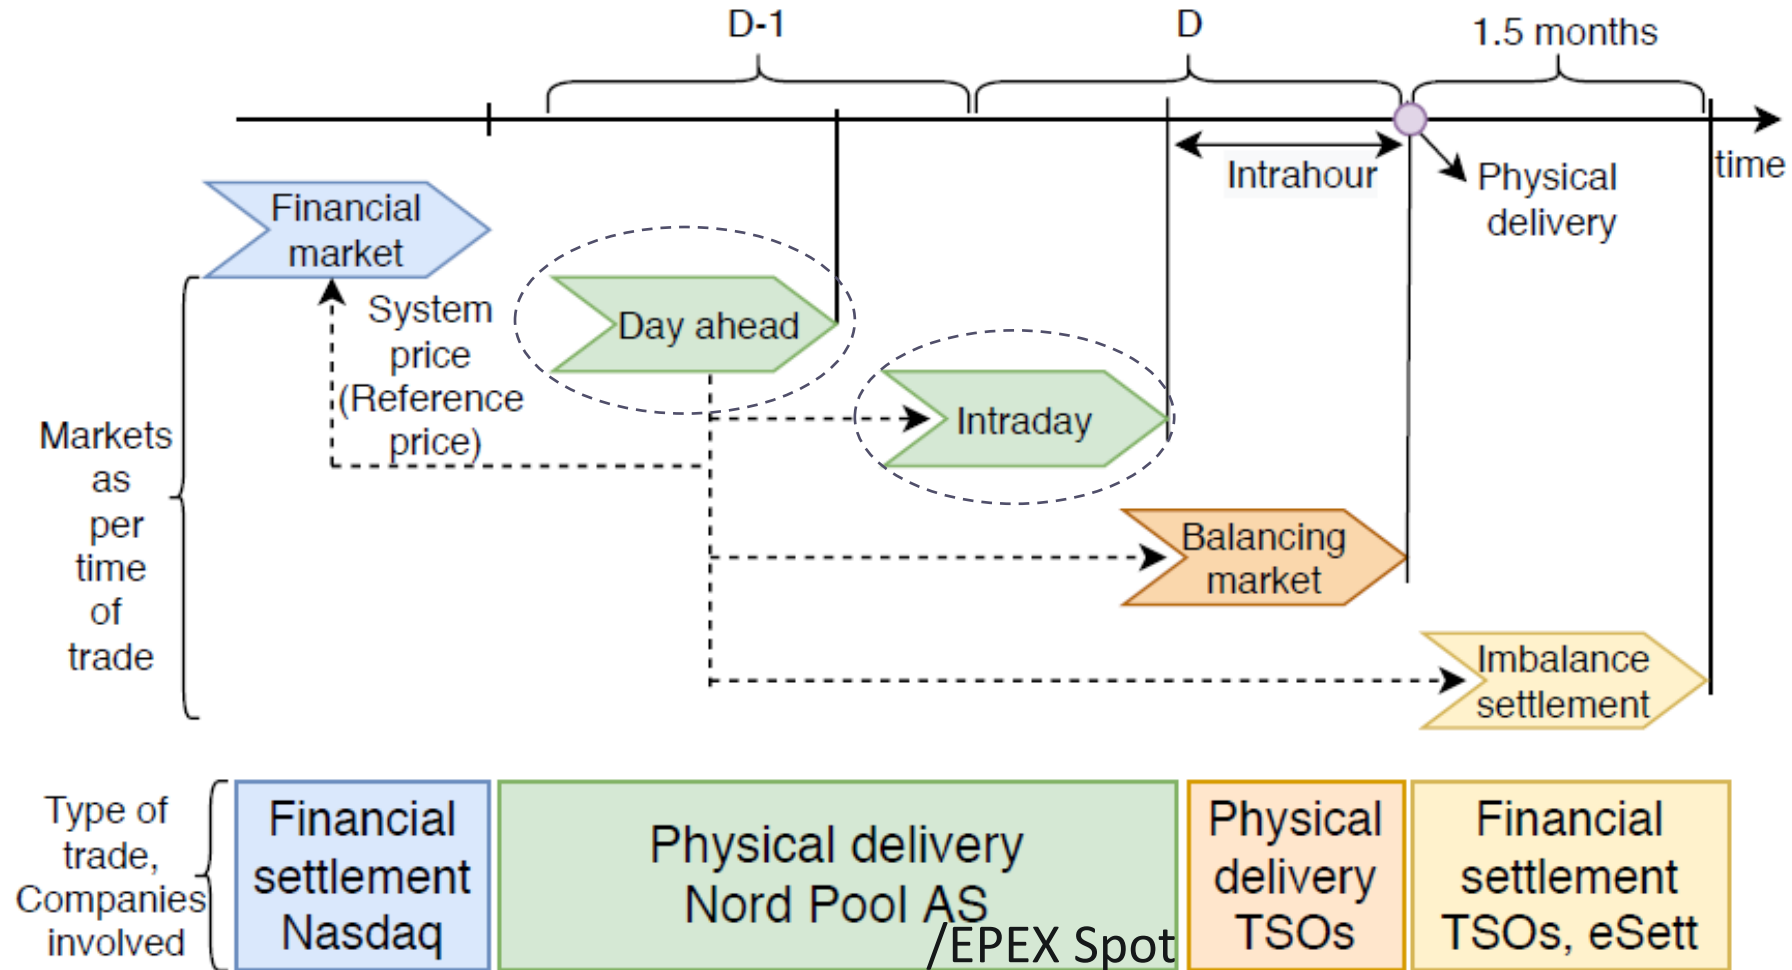 D-1
D
1.5 months
time
Intrahour
Physical
delivery
Financial
market
System
price
(Reference
price)
Day ahead
Intraday
Balancing
market
Imbalance
settlement
Markets
as
per
time
of
trade
Type of
trade,
Companies
involved
Financial
settlement
Nasdaq
Physical delivery
Nord Pool AS
/EPEX Spot
Physical
delivery
TSOs
Financial
settlement
TSOs, eSett